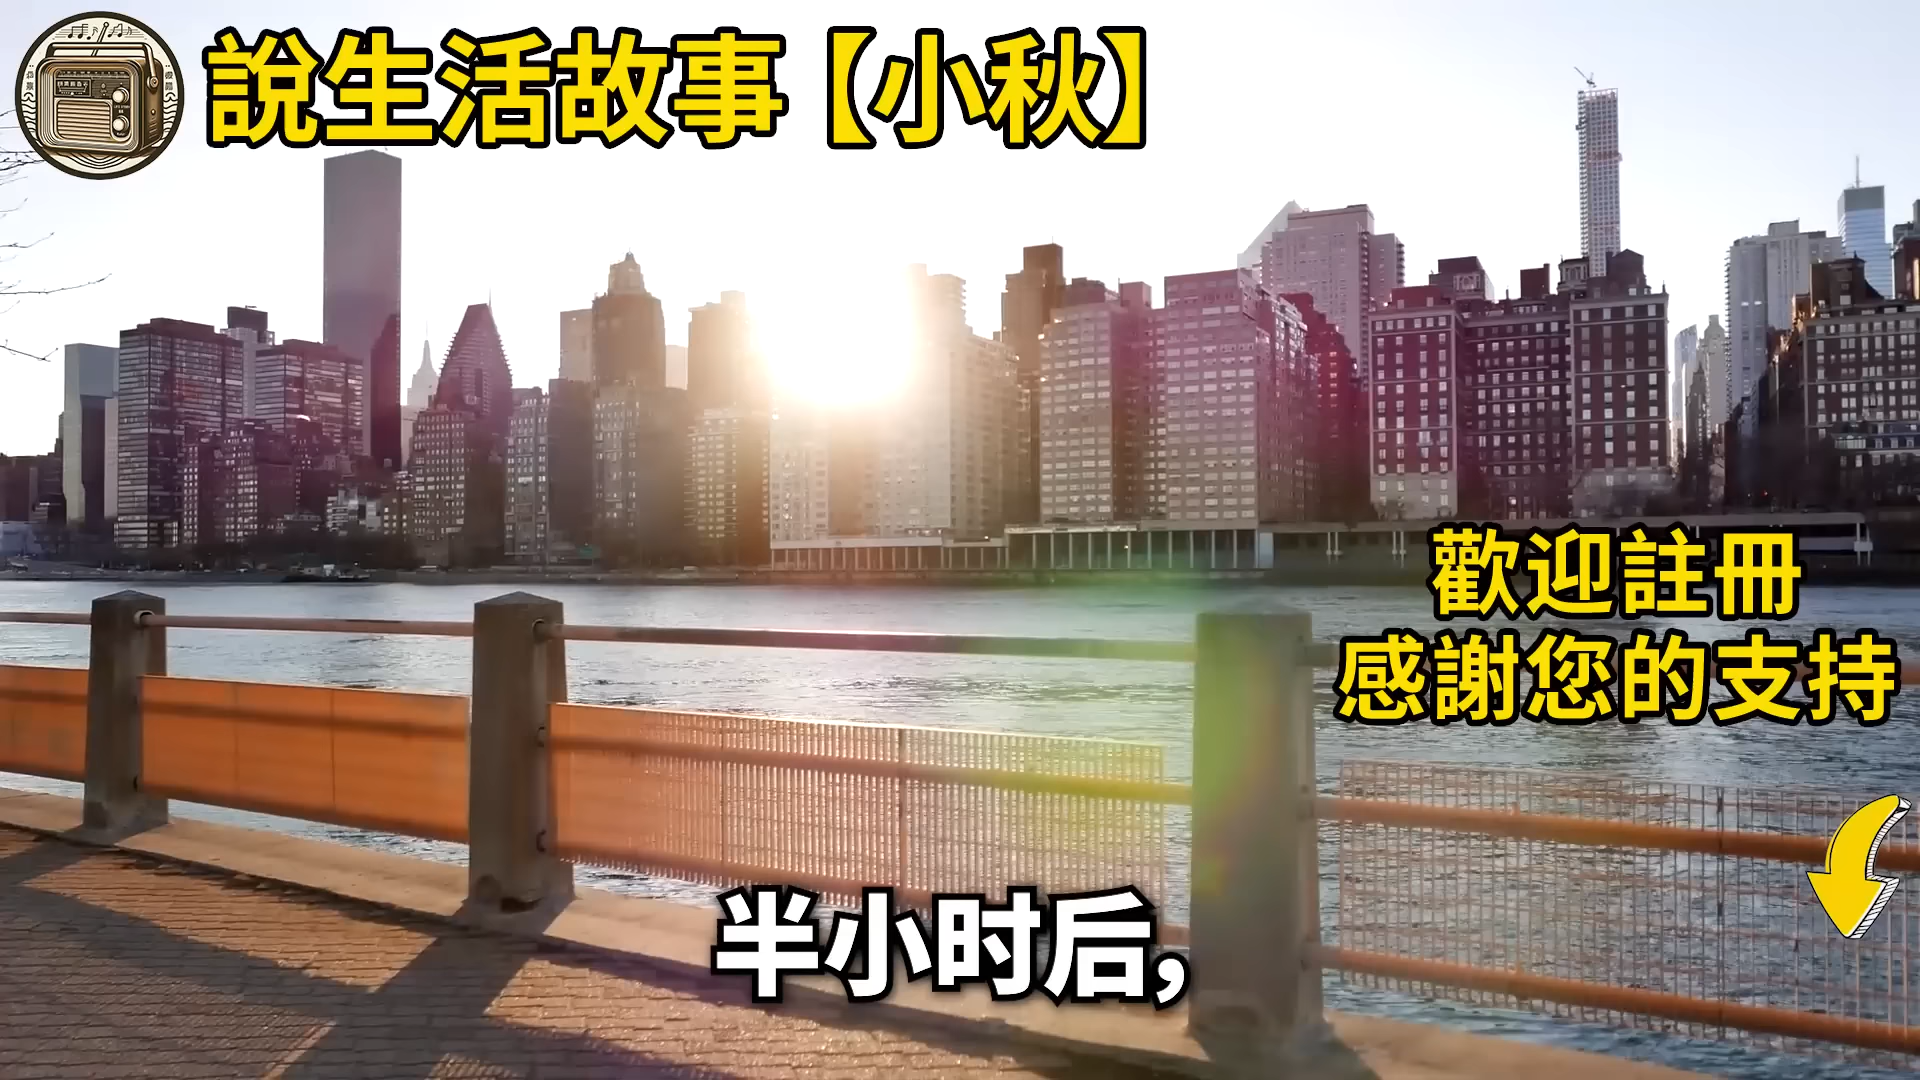 說生活故事【小秋】
歡迎註冊
感謝您的支持
半小时后,